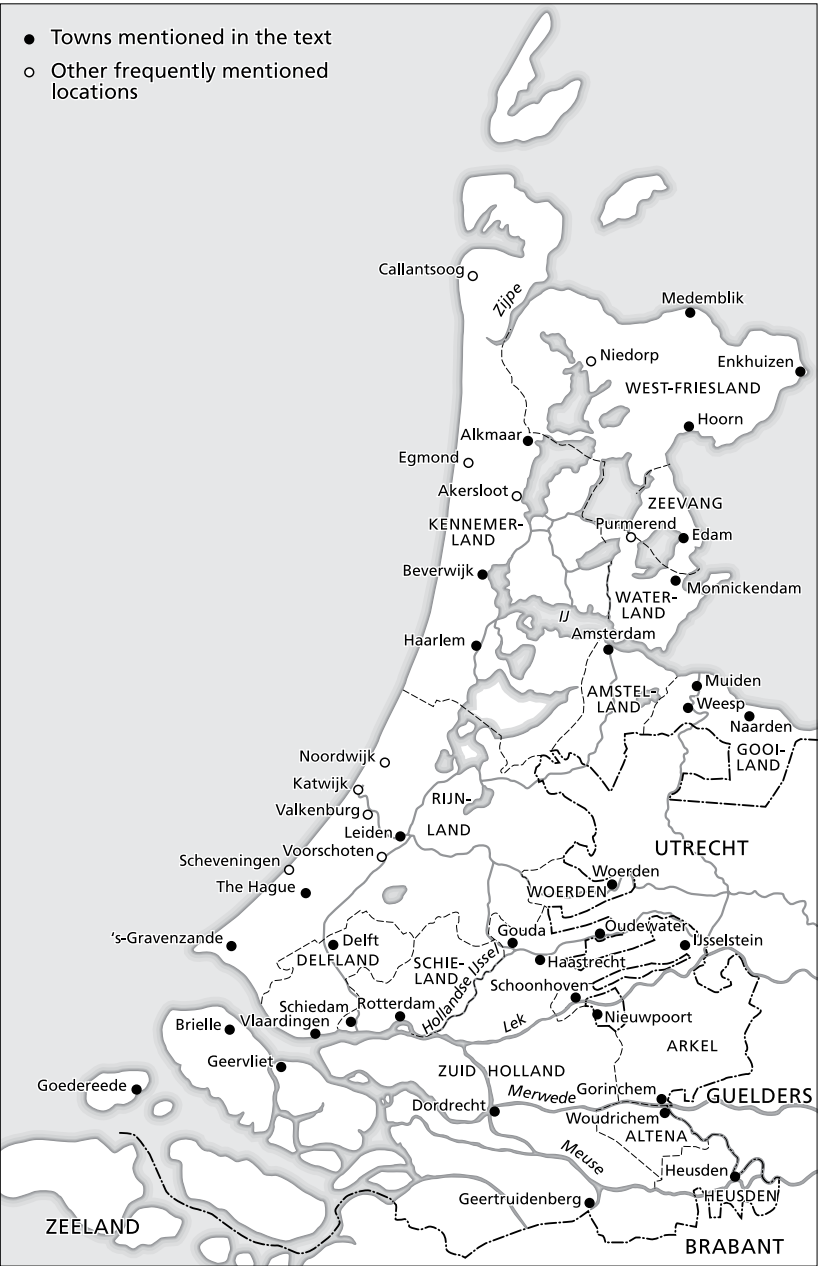 Towns mentioned in the text
Other frequently mentioned
locations
Callantsoog
Zijpe
Medemblik
Niedorp
Enkhuizen
WEST-FRIESLAND
Hoorn
Alkmaar
Egmond
Akersloot
ZEEVANG
KENNEMER-
LAND
Purmerend
Edam
Beverwijk
Monnickendam
WATER-
LAND
IJ
Amsterdam
Haarlem
Muiden
AMSTEL-
LAND
Weesp
Naarden
GOOI-
LAND
Noordwijk
Katwijk
RIJN-
LAND
Valkenburg
Leiden
Voorschoten
UTRECHT
Scheveningen
The Hague
Woerden
WOERDEN
's-Gravenzande
Delft
DELFLAND
Gouda
Oudewater
IJsselstein
Haastrecht
SCHIE-
LAND
Hollandse IJssel
Schoonhoven
Schiedam
Rotterdam
Brielle
Vlaardingen
Lek
Nieuwpoort
ARKEL
Geervliet
ZUID HOLLAND
Goedereede
Merwede
Gorinchem
GUELDERS
Dordrecht
Woudrichem
ALTENA
Meuse
Heusden
Geertruidenberg
HEUSDEN
ZEELAND
BRABANT